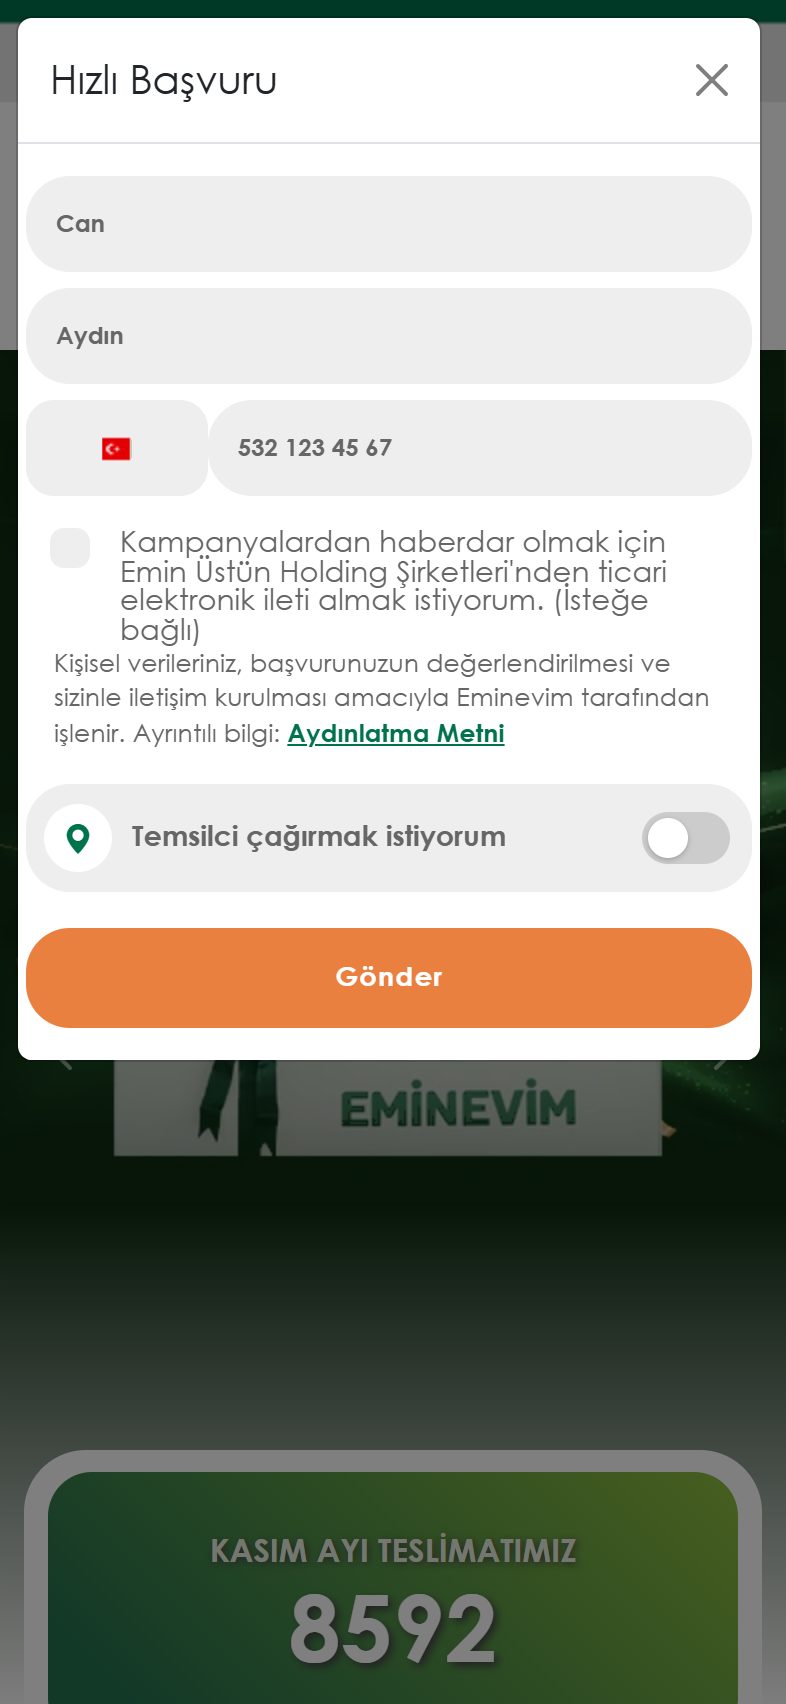 Hızlı Başvuru
Can
Aydın
532 123 45 67
Kampanyalardan haberdar olmak için
Emin Üstün Holding Şirketleri'nden ticari
elektronik ileti almak istiyorum. (İsteğe
bağlı)
Kişisel verileriniz, başvurunuzun değerlendirilmesi ve
sizinle iletişim kurulması amacıyla Eminevim tarafından
işlenir. Ayrıntılı bilgi: Aydınlatma Metni
Temsilci çağırmak istiyorum
Gönder
EMİNEVİM
KASIM AYI TESLİMATIMIZ
8592